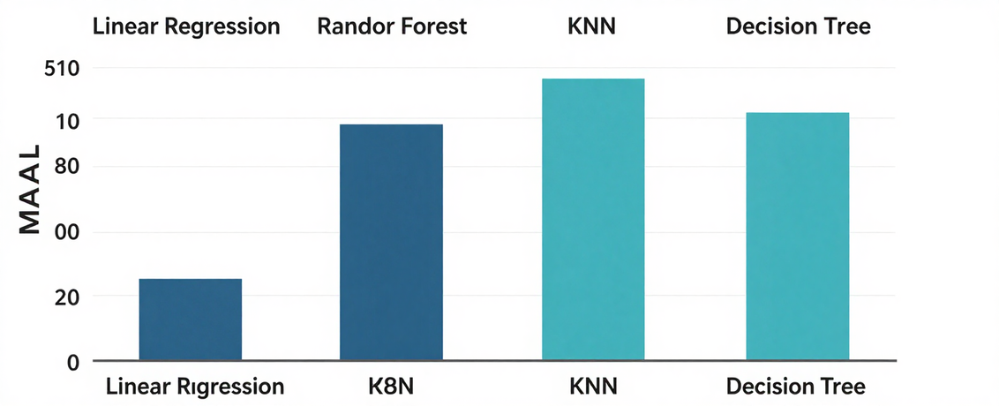 Linear Regression Randor Forest KNN Decision Tree
510
10
80
00
20
0
MAAL
Linear Rıgression K8N KNN Decision Tree